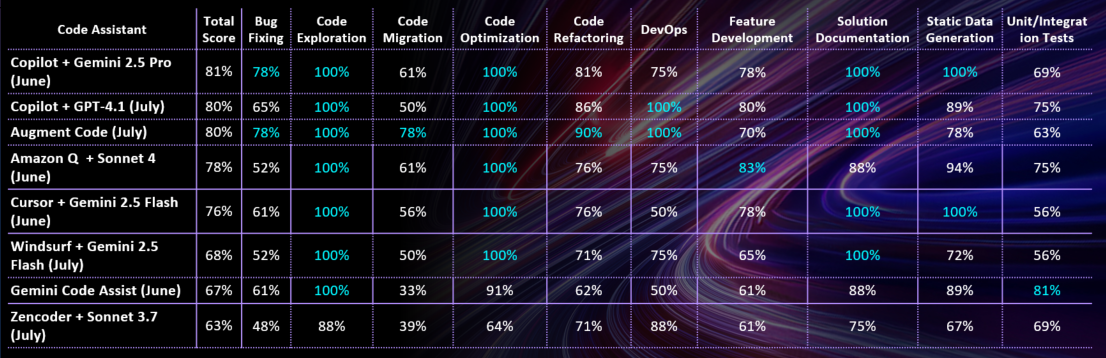 Code Assistant Total Score Bug Fixing Code Exploration Code Migration Code Optimization Code Refactoring DevOps Feature Development Solution Documentation Static Data Generation Unit/Integration Tests
Copilot + Gemini 2.5 Pro (June) 81% 78% 100% 61% 100% 81% 75% 78% 100% 100% 69%
Copilot + GPT-4.1 (July) 80% 65% 100% 50% 100% 86% 100% 80% 100% 89% 75%
Augment Code (July) 80% 78% 100% 78% 100% 90% 100% 70% 100% 78% 63%
Amazon Q + Sonnet 4 (June) 78% 52% 100% 61% 100% 76% 75% 83% 88% 94% 75%
Cursor + Gemini 2.5 Flash (June) 76% 61% 100% 56% 100% 76% 50% 78% 100% 100% 56%
Windsurf + Gemini 2.5 Flash (July) 68% 52% 100% 50% 100% 71% 75% 65% 100% 72% 56%
Gemini Code Assist (June) 67% 61% 100% 33% 91% 62% 50% 61% 88% 89% 81%
Zencoder + Sonnet 3.7 (July) 63% 48% 88% 39% 64% 71% 88% 61% 75% 67% 69%